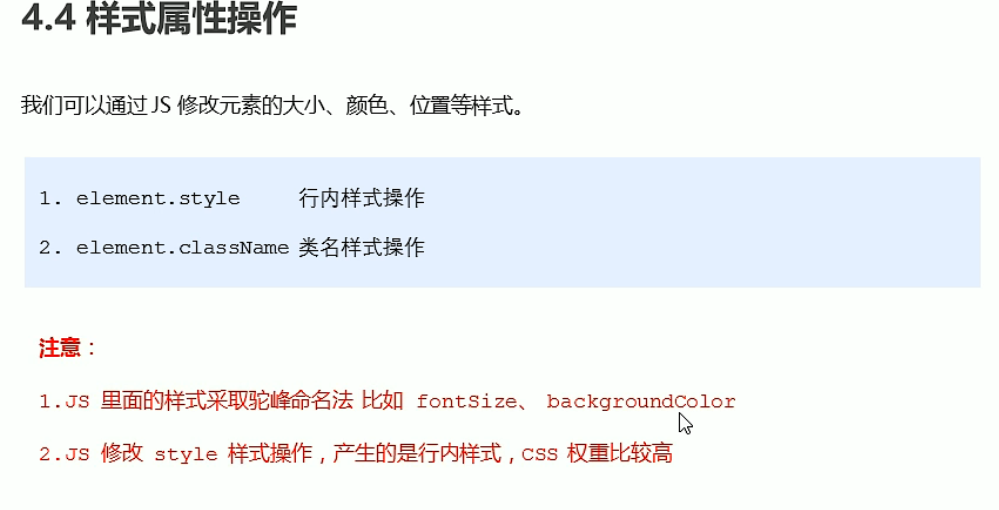 4.4 样式属性操作
我们可以通过 JS 修改元素的大小、颜色、位置等样式。
1. element.style 行内样式操作
2. element.className 类名样式操作
注意：
1.JS 里面的样式采取驼峰命名法 比如 fontSize、 backgroundColor
2.JS 修改 style 样式操作，产生的是行内样式，CSS 权重比较高